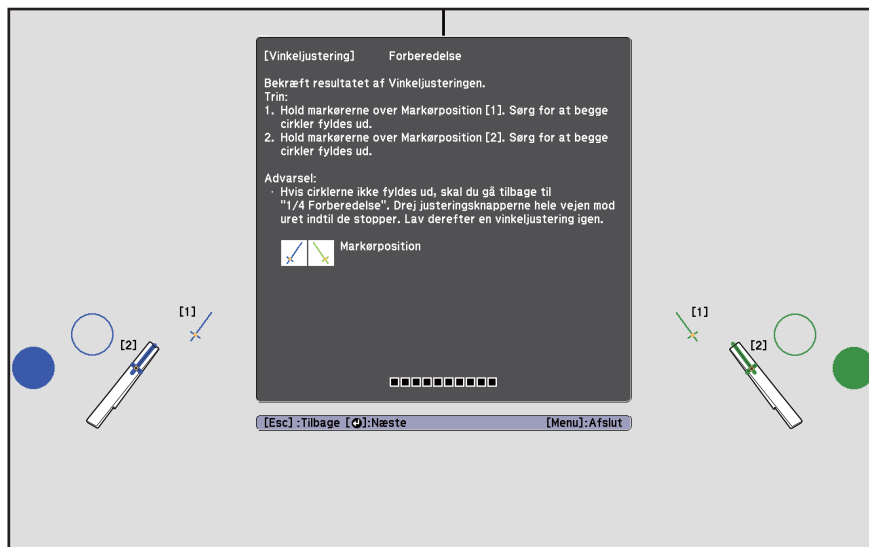 [Vinkeljustering] Forberedelse
Bekræft resultatet af Vinkeljusteringen.
Trin:
1. Hold markørerne over Markørposition [1]. Sørg for at begge
cirkler fyldes ud.
2. Hold markørerne over Markørposition [2]. Sørg for at begge
cirkler fyldes ud.
Advarsel:
· Hvis cirklerne ikke fyldes ud, skal du gå tilbage til
"1/4 Forberedelse". Drej justeringsknapperne hele vejen mod
uret indtil de stopper. Lav derefter en vinkeljustering igen.
Markørposition
[1]
[2]
[1]
[2]
[Esc] :Tilbage [↵]:Næste [Menu]:Afslut